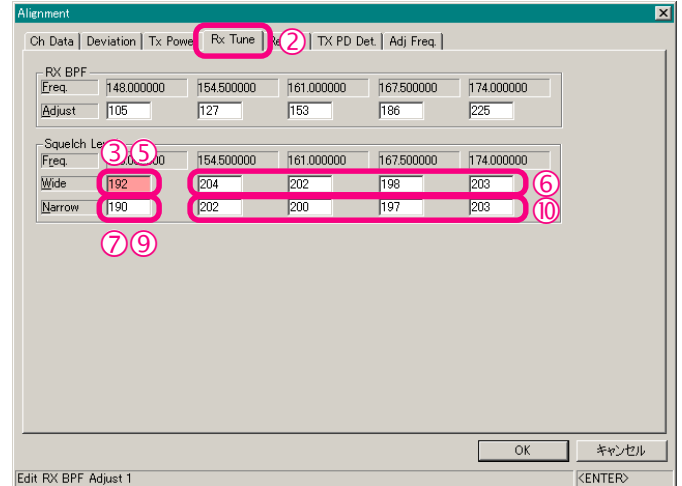 Alignment
Ch Data Deviation Tx Powe Rx Tune ② TX PD Det. Adj Freq.
RX BPF
Freq. 148.000000 154.500000 161.000000 167.500000 174.000000
Adjust 105 127 153 186 225
Squelch Le ③⑤
Freq. 154.500000 161.000000 167.500000 174.000000
Wide 192 204 202 198 203 ⑥
Narrow 190 202 200 197 203 ⑩
⑦⑨
OK キャンセル
Edit RX BPF Adjust 1 <ENTER>